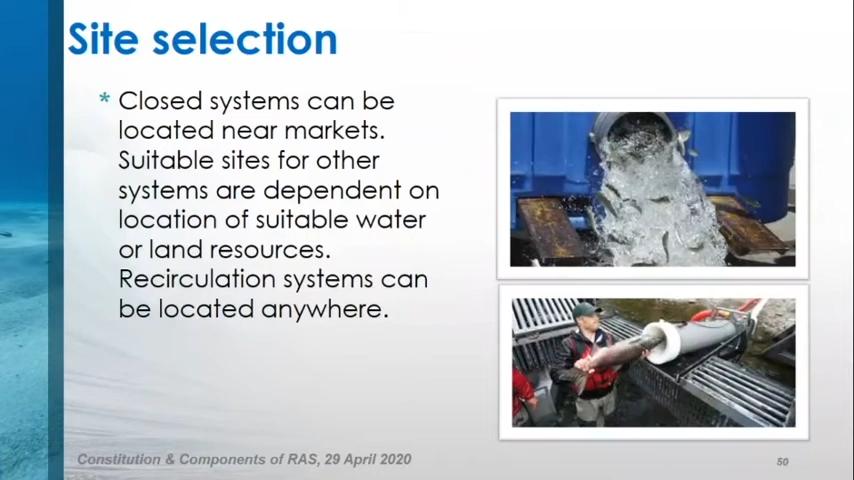 Site selection
* Closed systems can be
located near markets.
Suitable sites for other
systems are dependent on
location of suitable water
or land resources.
Recirculation systems can
be located anywhere.
Constitution & Components of RAS, 29 April 2020
50